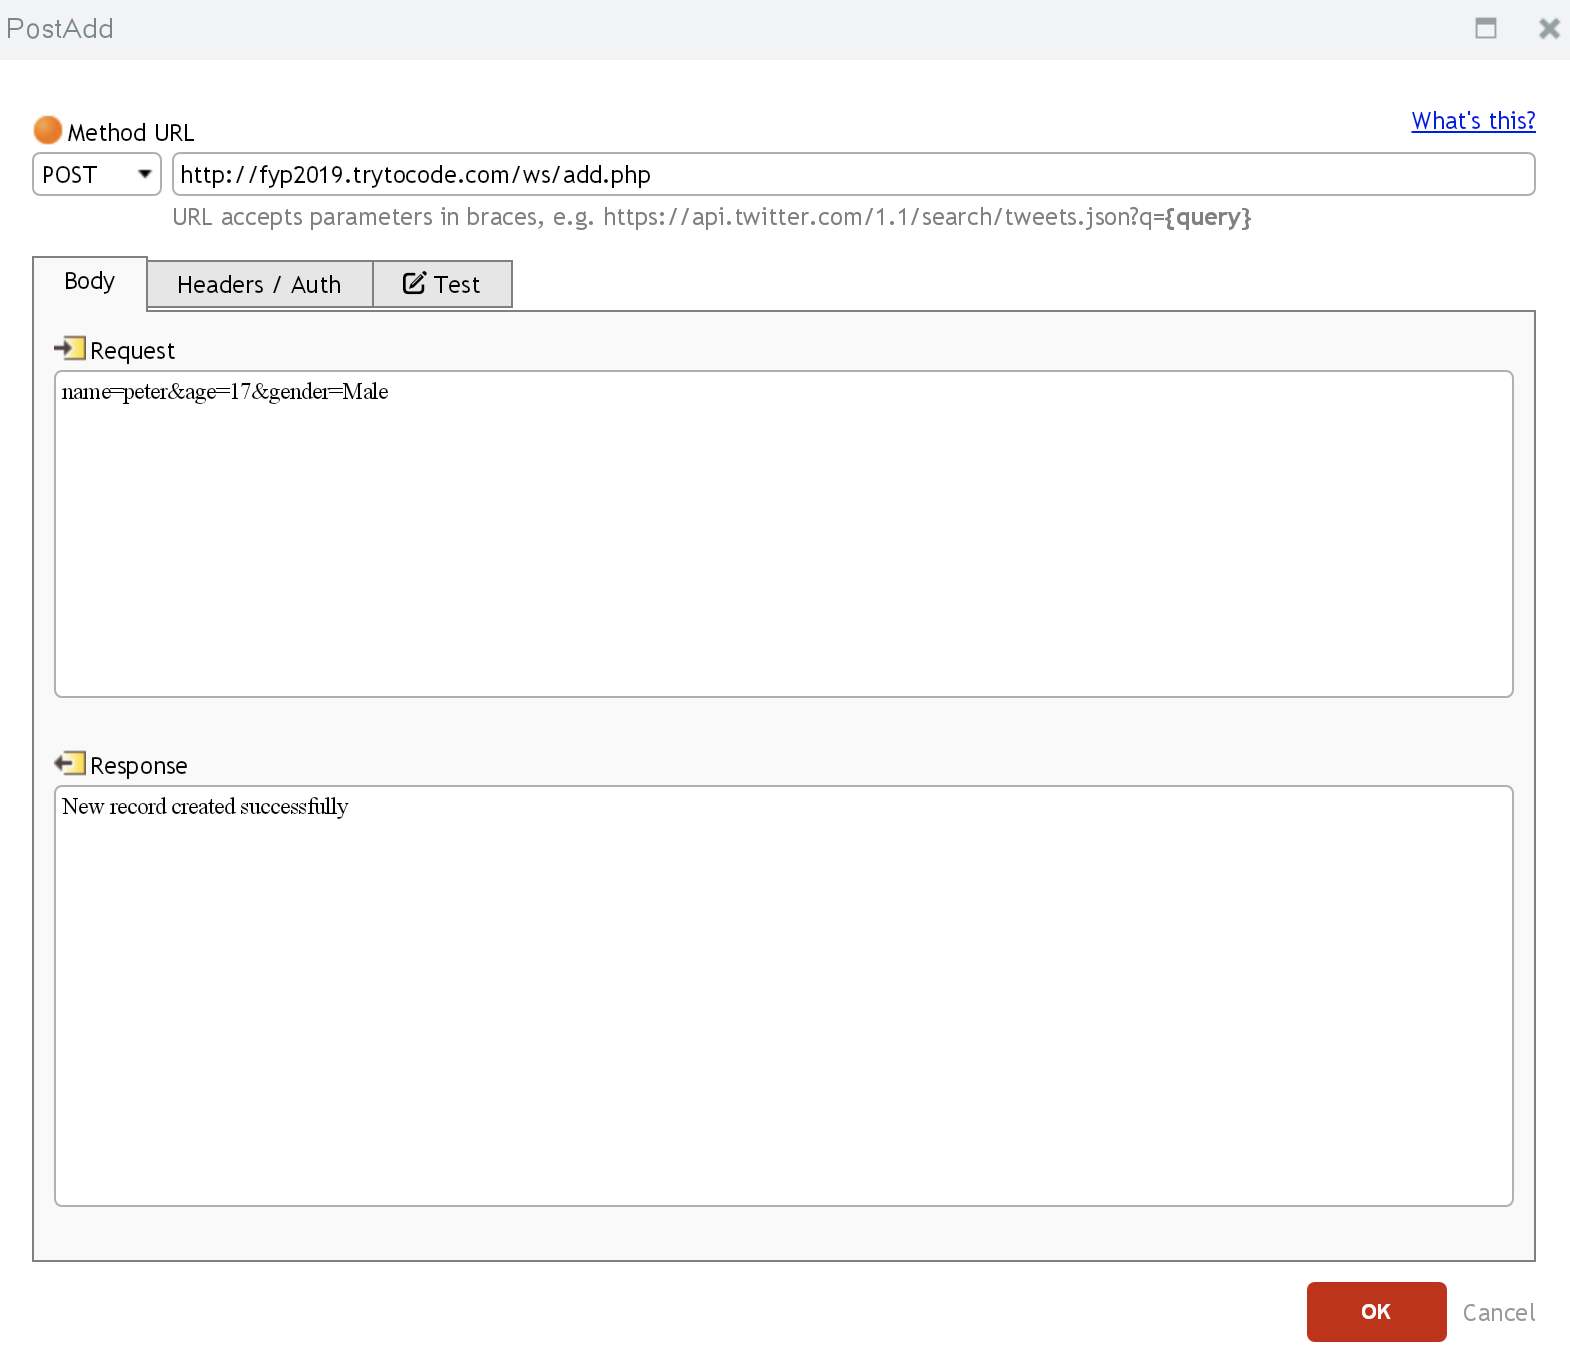 PostAdd
What's this?
Method URL
POST http://fyp2019.trytocode.com/ws/add.php
URL accepts parameters in braces, e.g. https://api.twitter.com/1.1/search/tweets.json?q={query}
Body Headers / Auth Test
Request
name=peter&age=17&gender=Male
Response
New record created successfully
OK Cancel